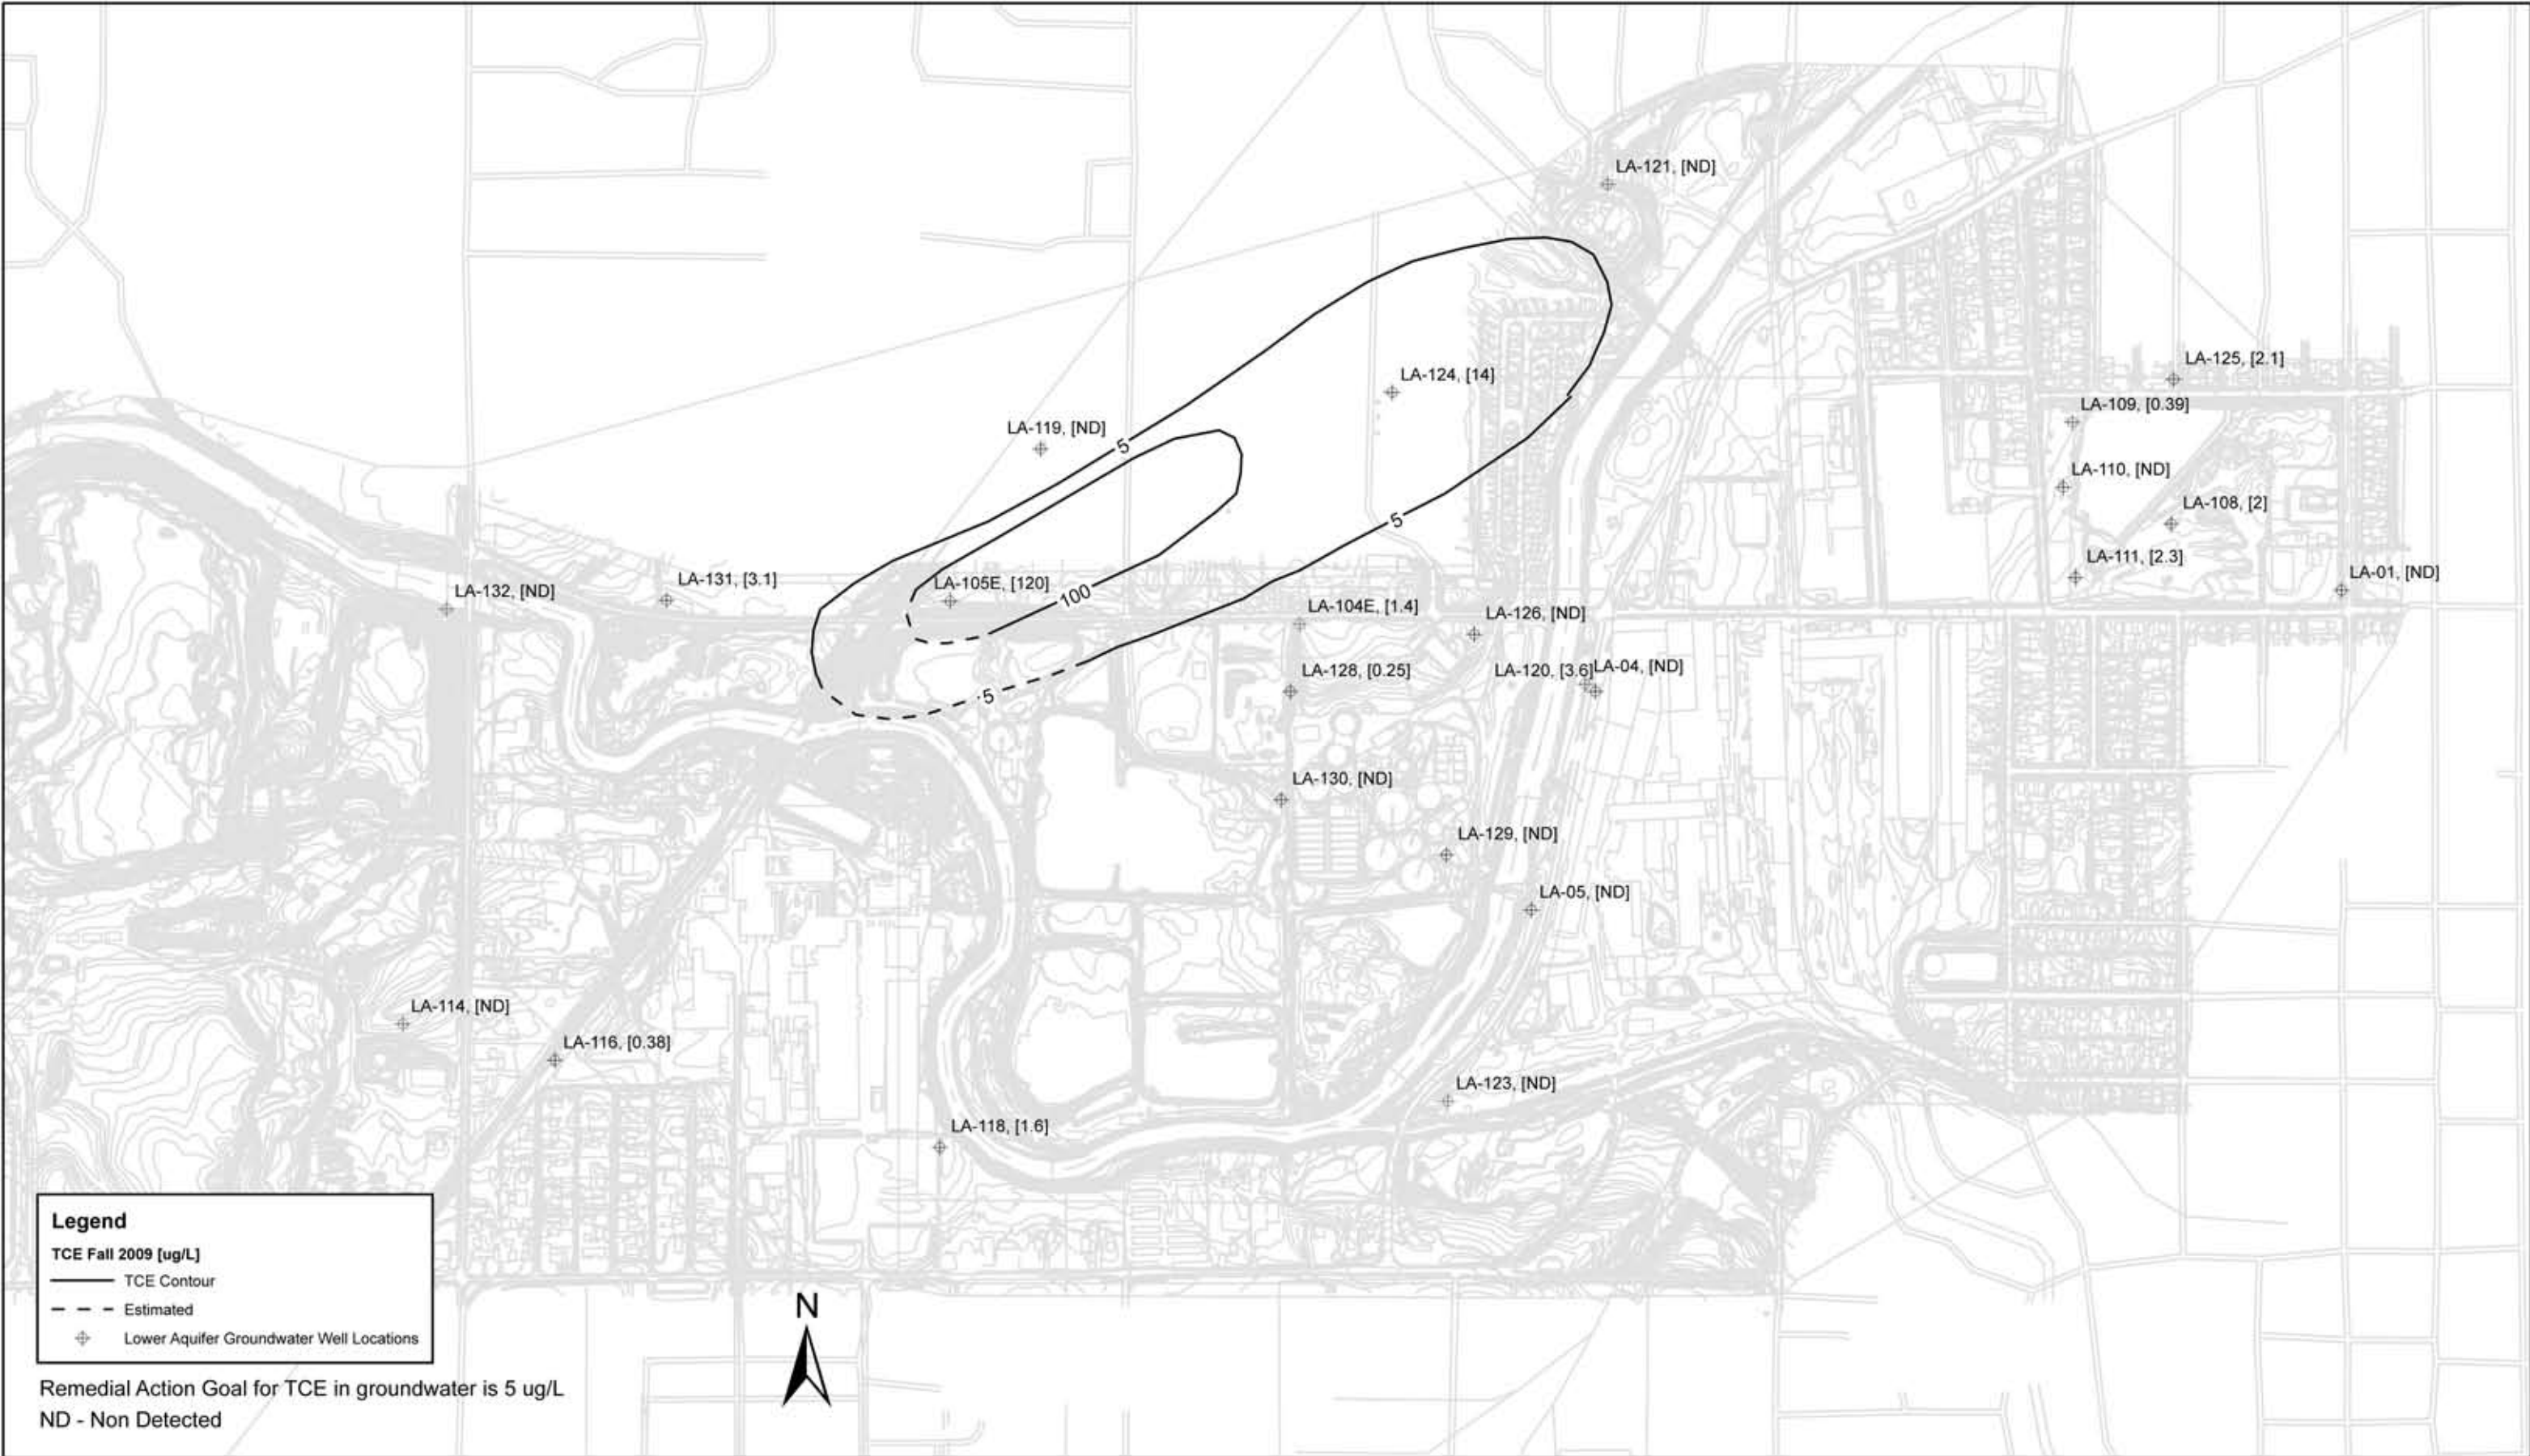 LA-121, [ND]
LA-125, [2.1]
LA-124, [14]
LA-109, [0.39]
LA-119, [ND]
5
LA-110, [ND]
LA-108, [2]
5
LA-111, [2.3]
LA-01, [ND]
LA-132, [ND]
LA-131, [3.1]
LA-105E, [120]
100
LA-104E, [1.4]
LA-126, [ND]
LA-128, [0.25]
LA-120, [3.6]
LA-04, [ND]
5
LA-130, [ND]
LA-129, [ND]
LA-05, [ND]
LA-114, [ND]
LA-116, [0.38]
LA-123, [ND]
LA-118, [1.6]
Legend
TCE Fall 2009 [ug/L]
TCE Contour
Estimated
Lower Aquifer Groundwater Well Locations
N
Remedial Action Goal for TCE in groundwater is 5 ug/L
ND - Non Detected